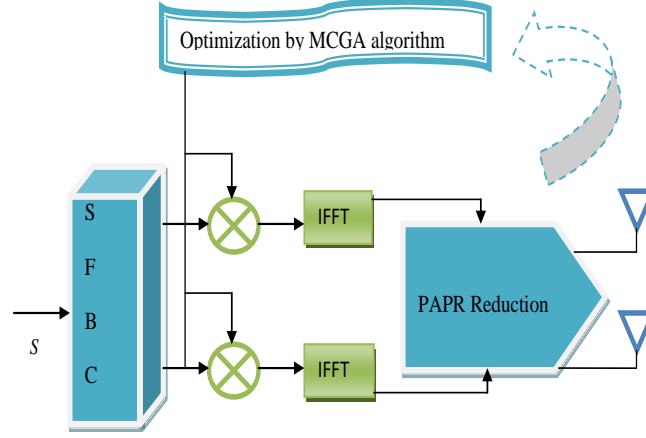 Optimization by MCGA algorithm
S
F
B
C
S
IFFT
IFFT
PAPR Reduction